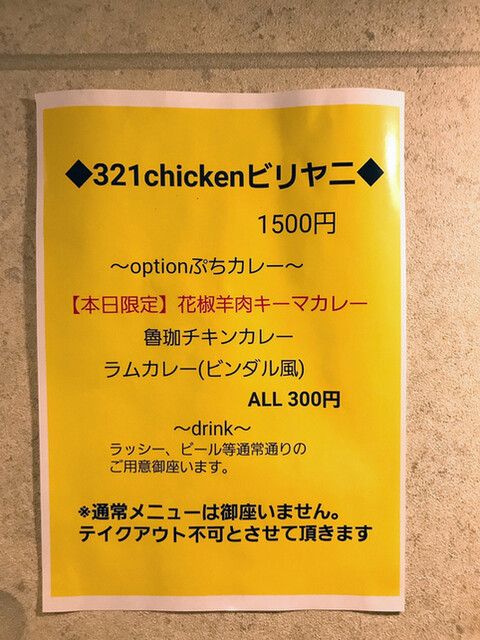 ◆321chickenビリヤニ◆
1500円
～optionぷちカレー～
【本日限定】花椒羊肉キーマカレー
魯珈チキンカレー
ラムカレー(ビンダル風)
ALL 300円
～drink～
ラッシー、ビール等通常通りの
ご用意御座います。
※通常メニューは御座いません。
テイクアウト不可とさせて頂きます